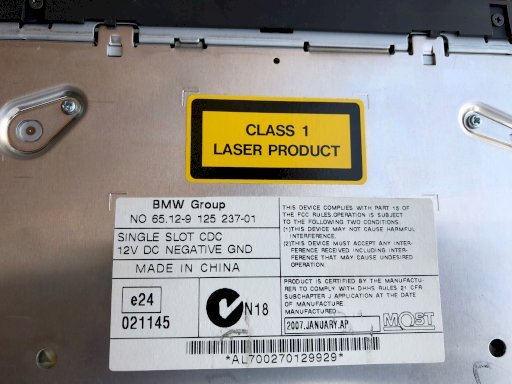 CLASS 1
LASER PRODUCT
BMW Group
NO 65.12-9 125 237-01
SINGLE SLOT CDC
12V DC NEGATIVE GND
MADE IN CHINA
e24
021145
N18
THIS DEVICE COMPLIES WITH PART 15 OF
THE FCC RULES.OPERATION IS SUBJECT
TO THE FOLLOWING TWO CONDITIONS.
(1)THIS DEVICE MAY NOT CAUSE HARMFUL
INTERFERENCE.
(2)THIS DEVICE MUST ACCEPT ANY INTER-
FERENCE RECEIVED INCLUDING INTER-
FERENCE THAT MAY CAUSE UNDESIRED
OPERATION.
PRODUCT IS CERTIFIED BY THE MANUFACTU-
RER TO COMPLY WITH DHHS RULES 21 CFR
SUBCHAPTER J APPLICATION AT THE DATE
OF MANUFACTURE.
MANUFACTURED.
2007.JANUARY.AP
MOST
*AL700270129929*